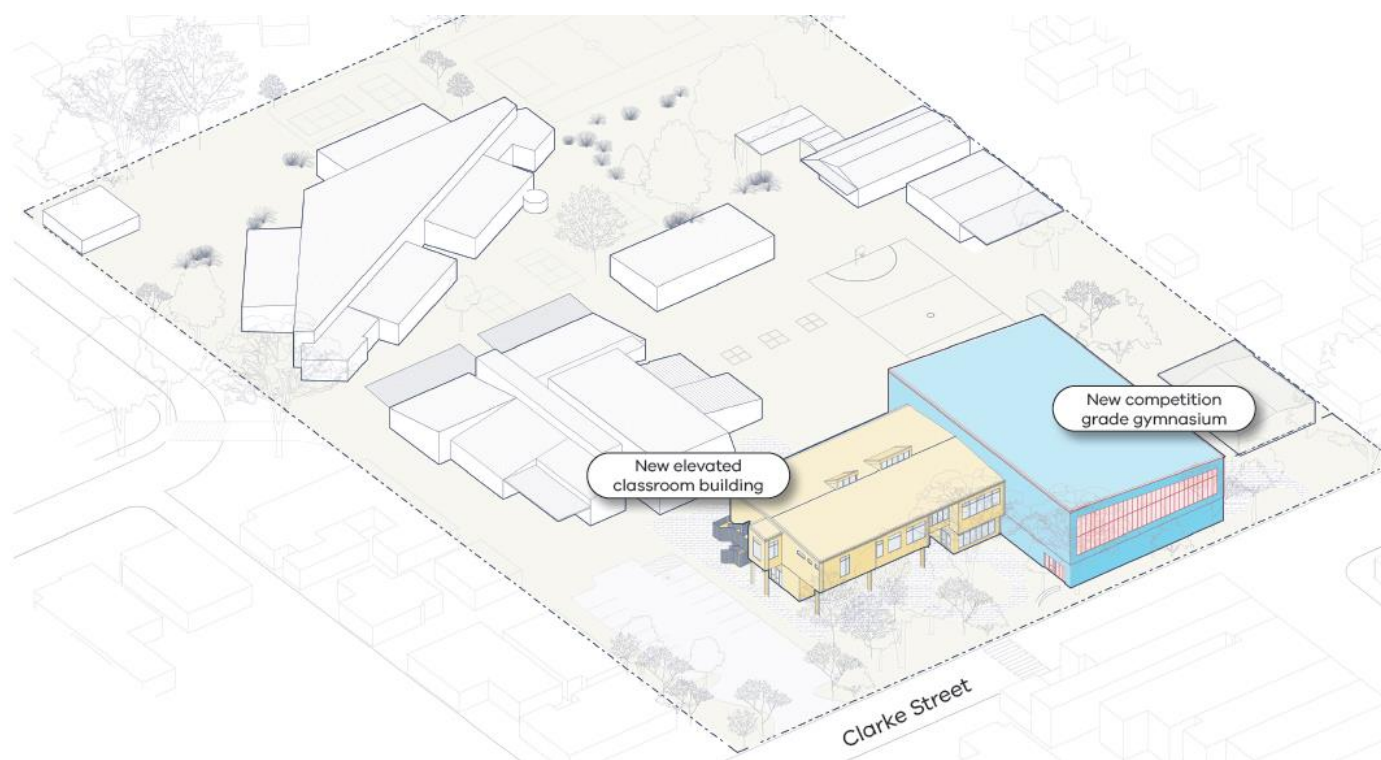 New competition
grade gymnasium
New elevated
classroom building
Clarke Street